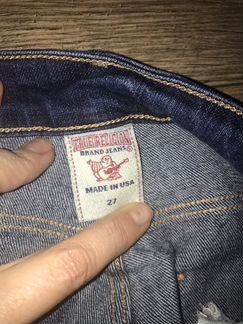 TRUE RELIGION
BRAND JEANS
MADE IN USA
27